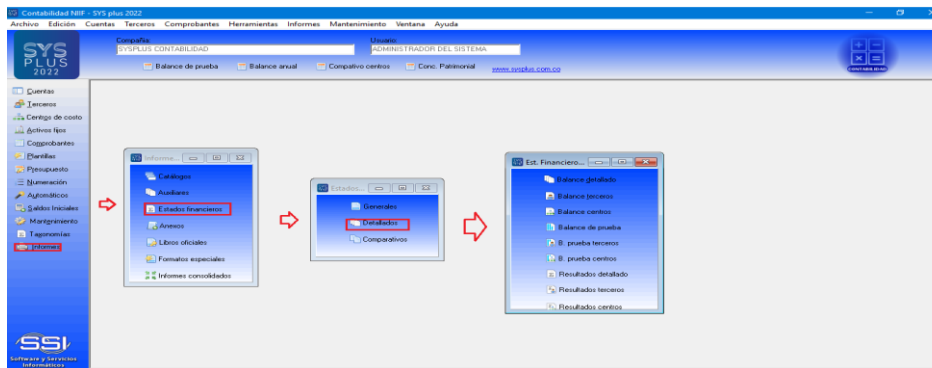 Contabilidad NIIF - SYS plus 2022
Archivo Edición Cuentas Terceros Comprobantes Herramientas Informes Mantenimiento Ventana Ayuda
SYS
PLUS
2022
Compañía:
SYSPLUS CONTABILIDAD
Usuario:
ADMINISTRADOR DEL SISTEMA
Balance de prueba Balance anual Compativo centros Conc. Patrimonial www.sysplus.com.co
CONTABILIDAD
Cuentas
Terceros
Centros de costo
Activos fijos
Comprobantes
Plantillas
Presupuesto
Numeración
Automáticos
Saldos Iniciales
Mantenimiento
Taxonomías
Informes
Informe...
Catálogos
Auxiliares
Estados financieros
Anexos
Libros oficiales
Formatos especiales
Informes consolidados
Estados...
Generales
Detallados
Comparativos
Est. Financiero...
Balance detallado
Balance terceros
Balance centros
Balance de prueba
B. prueba terceros
B. prueba centros
Resultados detallado
Resultados terceros
Resultados centros
SSI
Software y Servicios
Informáticos